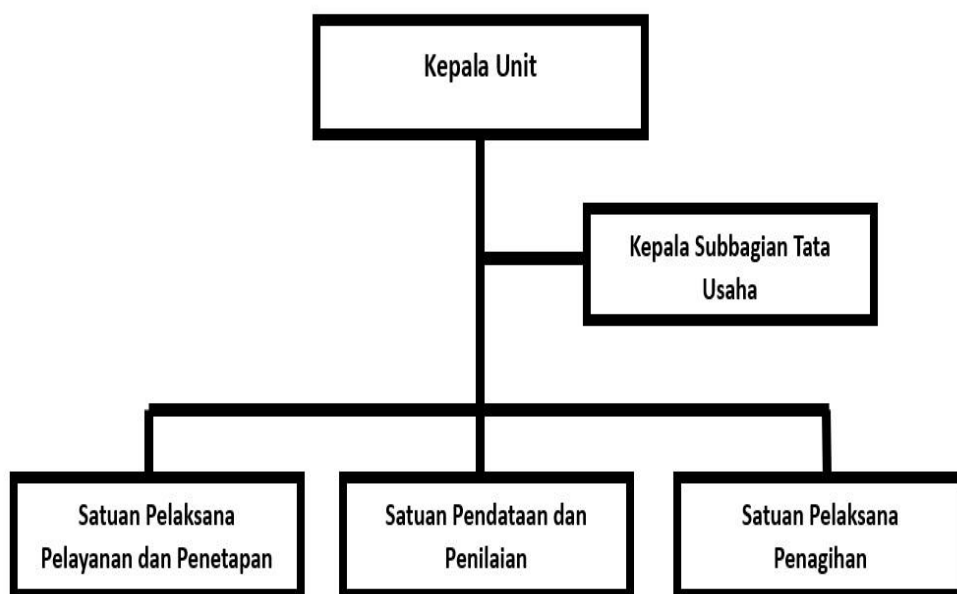 Kepala Unit
Kepala Subbagian Tata
Usaha
Satuan Pelaksana
Pelayanan dan Penetapan
Satuan Pendataan dan
Penilaian
Satuan Pelaksana
Penagihan